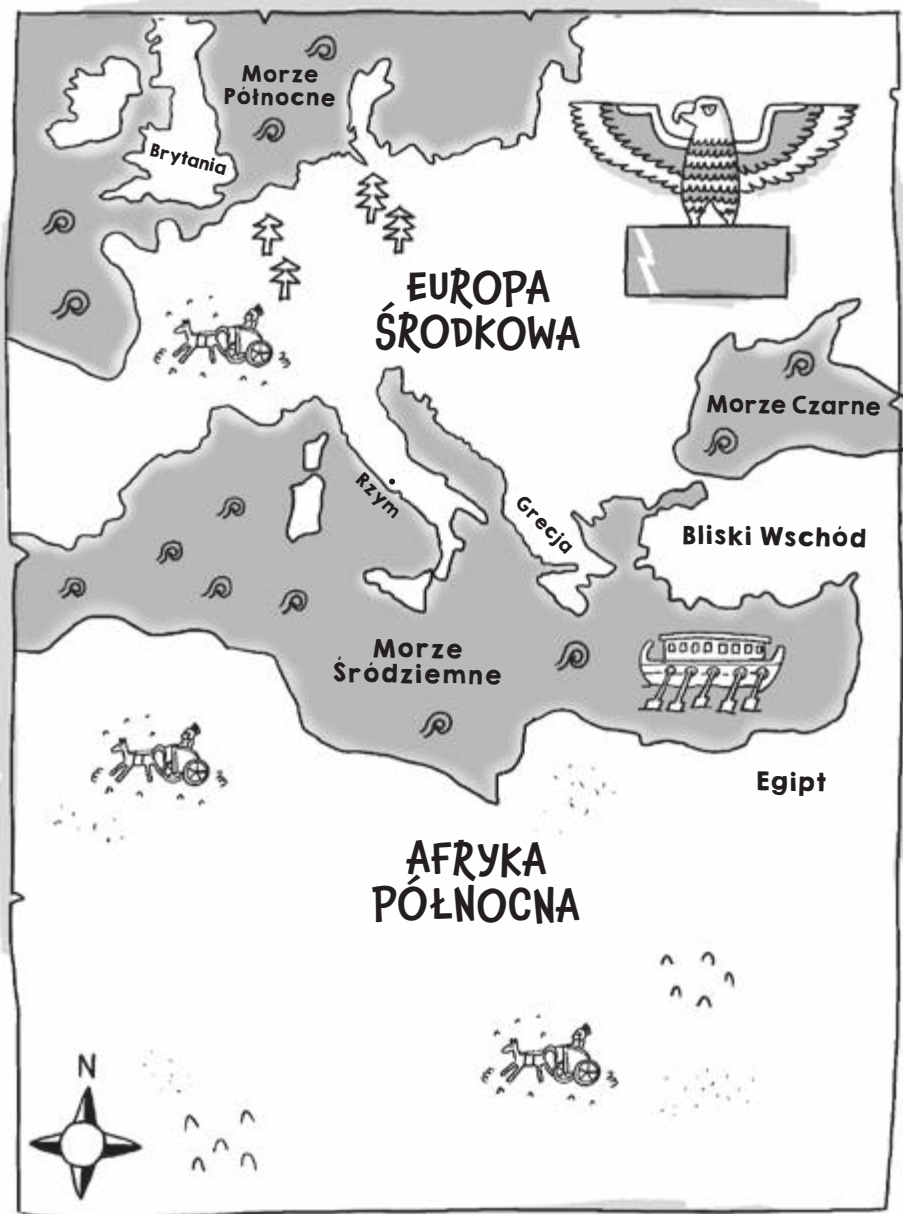 Morze
Północne
Brytania
EUROPA
ŚRODKOWA
Morze Czarne
Rzym
Grecja
Bliski Wschód
Morze
Śródziemne
Egipt
AFRYKA
PÓŁNOCNA
N